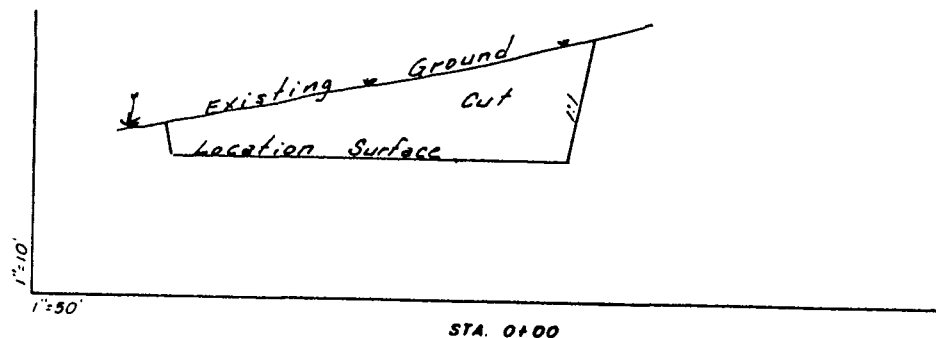 Existing Ground
Cut
1:1
Location Surface
1"=10'
1"=50'
STA. 0+00